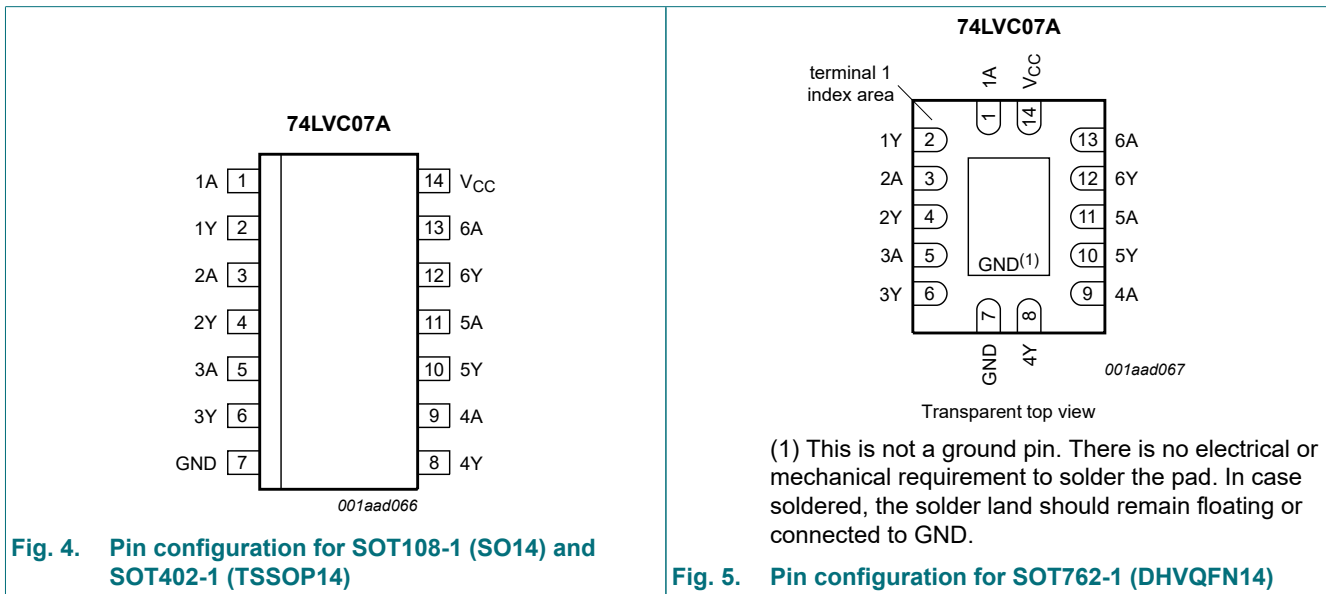 74LVC07A
1A 1 14 VCC
1Y 2 13 6A
2A 3 12 6Y
2Y 4 11 5A
3A 5 10 5Y
3Y 6 9 4A
GND 7 8 4Y
001aad066
Fig. 4. Pin configuration for SOT108-1 (SO14) and
SOT402-1 (TSSOP14)
74LVC07A
terminal 1
index area
1A VCC
1 14
1Y 2 13 6A
2A 3 12 6Y
2Y 4 11 5A
3A 5 10 5Y
GND(1)
3Y 6 9 4A
7 8
GND 4Y
001aad067
Transparent top view
(1) This is not a ground pin. There is no electrical or
mechanical requirement to solder the pad. In case
soldered, the solder land should remain floating or
connected to GND.
Fig. 5. Pin configuration for SOT762-1 (DHVQFN14)